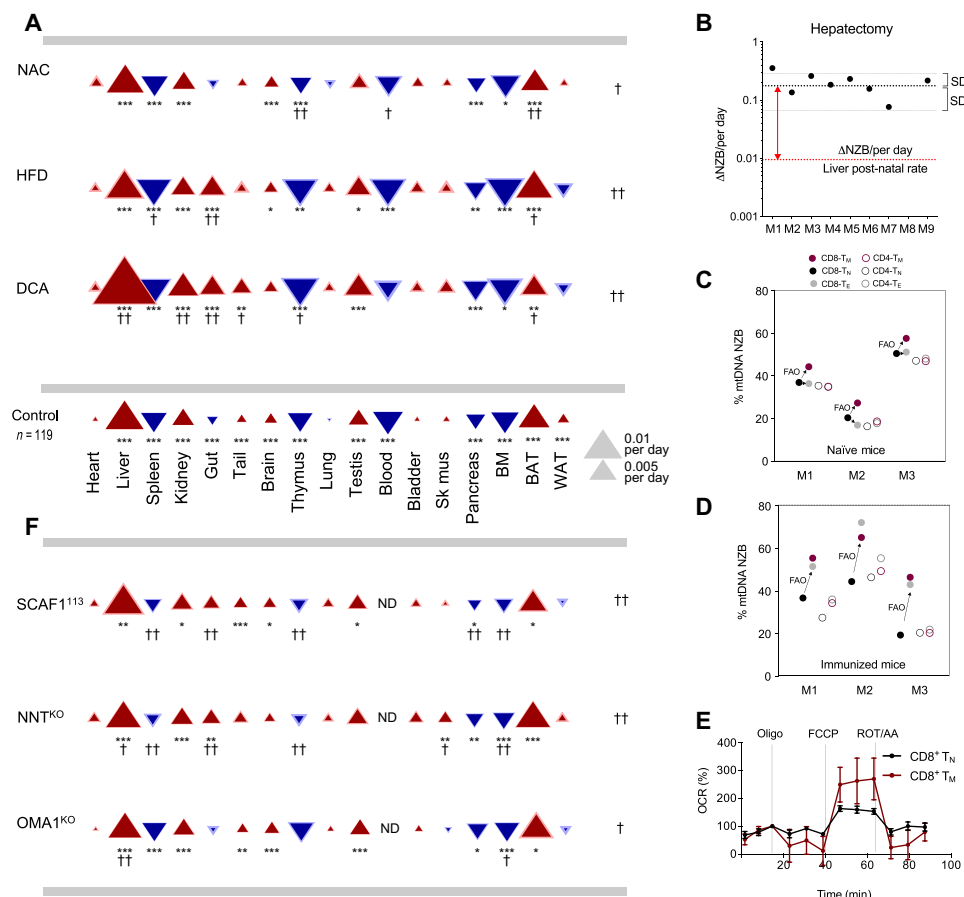 A
NAC
*** *** *** *** *** *** * ***
†† † ††
†
HFD
*** *** *** *** * ** * *** ** *** ***
† †† †
††
DCA
*** *** *** *** ** *** *** *** * **
†† †† †† † † †
††
Control
n = 119
*** *** *** *** *** *** *** *** *** *** *** *** ***
Heart
Liver
Spleen
Kidney
Gut
Tail
Brain
Thymus
Lung
Testis
Blood
Bladder
Sk mus
Pancreas
BM
BAT
WAT
0.01
per day
0.005
per day
B
Hepatectomy
ΔNZB/per day
1
0.1
0.01
0.001
SD
SD
ΔNZB/per day
Liver post-natal rate
M1 M2 M3 M4 M5 M6 M7 M8 M9
C
CD8-TM CD4-TM
CD8-TN CD4-TN
CD8-TE CD4-TE
% mtDNA NZB
80
60
40
20
0
FAO
FAO
FAO
Naïve mice
M1 M2 M3
D
% mtDNA NZB
80
60
40
20
0
FAO
FAO
FAO
Immunized mice
M1 M2 M3
E
Oligo FCCP ROT/AA
OCR (%)
400
300
200
100
0
CD8+ TN
CD8+ TM
20 40 60 80 100
Time (min.)
F
SCAF1113
ND
** * *** * * * *
†† †† †† †† ††
††
NNTKO
ND
*** *** ** ** ** *** ***
† †† †† †† † ††
††
OMA1KO
ND
*** *** *** ** ** *** * *** *
†† †
†